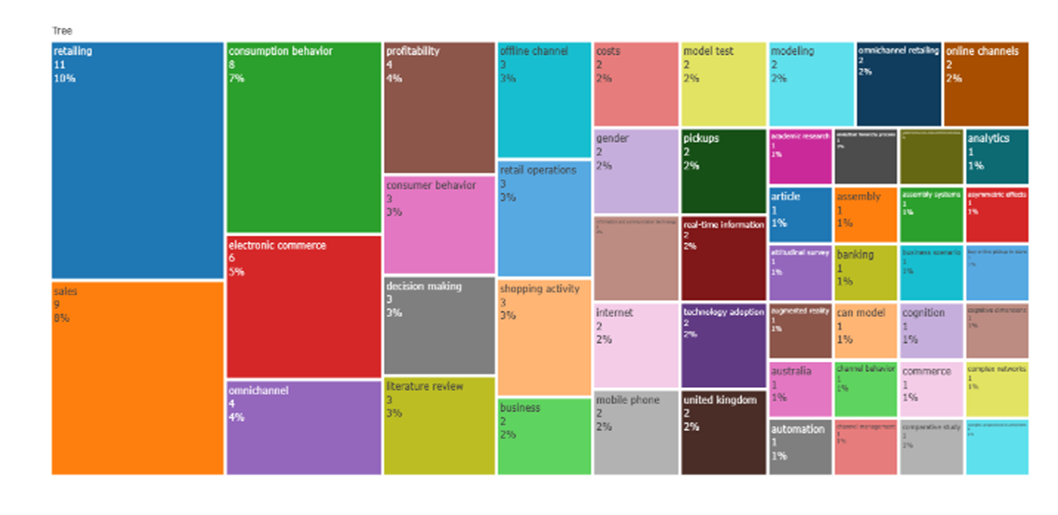 Tree
retailing
11
10%
sales
9
8%
consumption behavior
8
7%
electronic commerce
6
5%
omnichannel
4
4%
profitability
4
4%
consumer behavior
3
3%
decision making
3
3%
literature review
3
3%
offline channel
3
3%
retail operations
3
3%
shopping activity
3
3%
business
2
2%
costs
2
2%
gender
2
2%
internet
2
2%
mobile phone
2
2%
model test
2
2%
pickups
2
2%
real-time information
2
2%
technology adoption
2
2%
united kingdom
2
2%
modeling
2
2%
omnichannel retailing
2
2%
online channels
2
2%
academic research
1
1%
analytics
1
1%
article
1
1%
assembly
1
1%
assembly systems
1
1%
asymmetric effects
1
1%
attitudinal survey
1
1%
banking
1
1%
business scenario
1
1%
augmented reality
1
1%
can model
1
1%
cognition
1
1%
cognitive dimensions
1
1%
australia
1
1%
channel behavior
1
1%
commerce
1
1%
complex networks
1
1%
automation
1
1%
channel management
1
1%
comparative study
1
1%